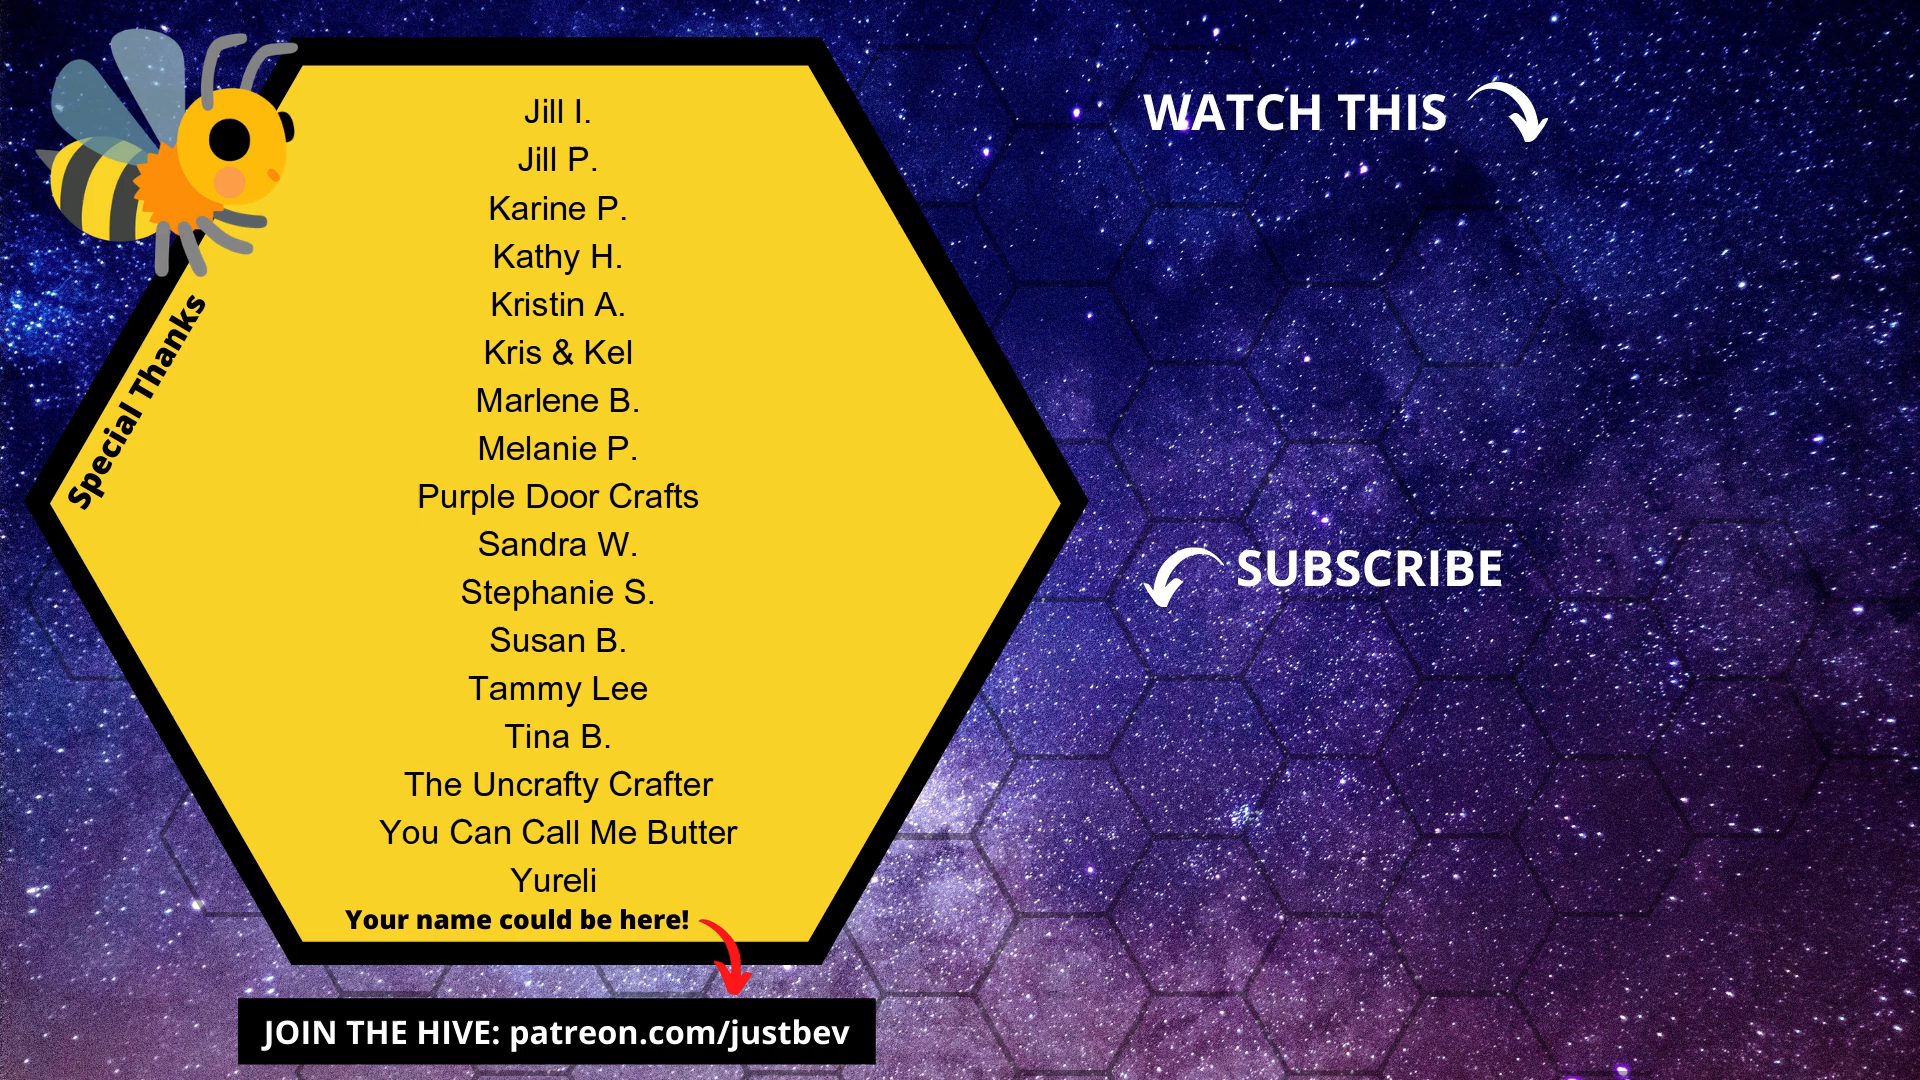 Special Thanks
Jill I.
Jill P.
Karine P.
Kathy H.
Kristin A.
Kris & Kel
Marlene B.
Melanie P.
Purple Door Crafts
Sandra W.
Stephanie S.
Susan B.
Tammy Lee
Tina B.
The Uncrafty Crafter
You Can Call Me Butter
Yureli
Your name could be here!
JOIN THE HIVE: patreon.com/justbev
WATCH THIS
SUBSCRIBE